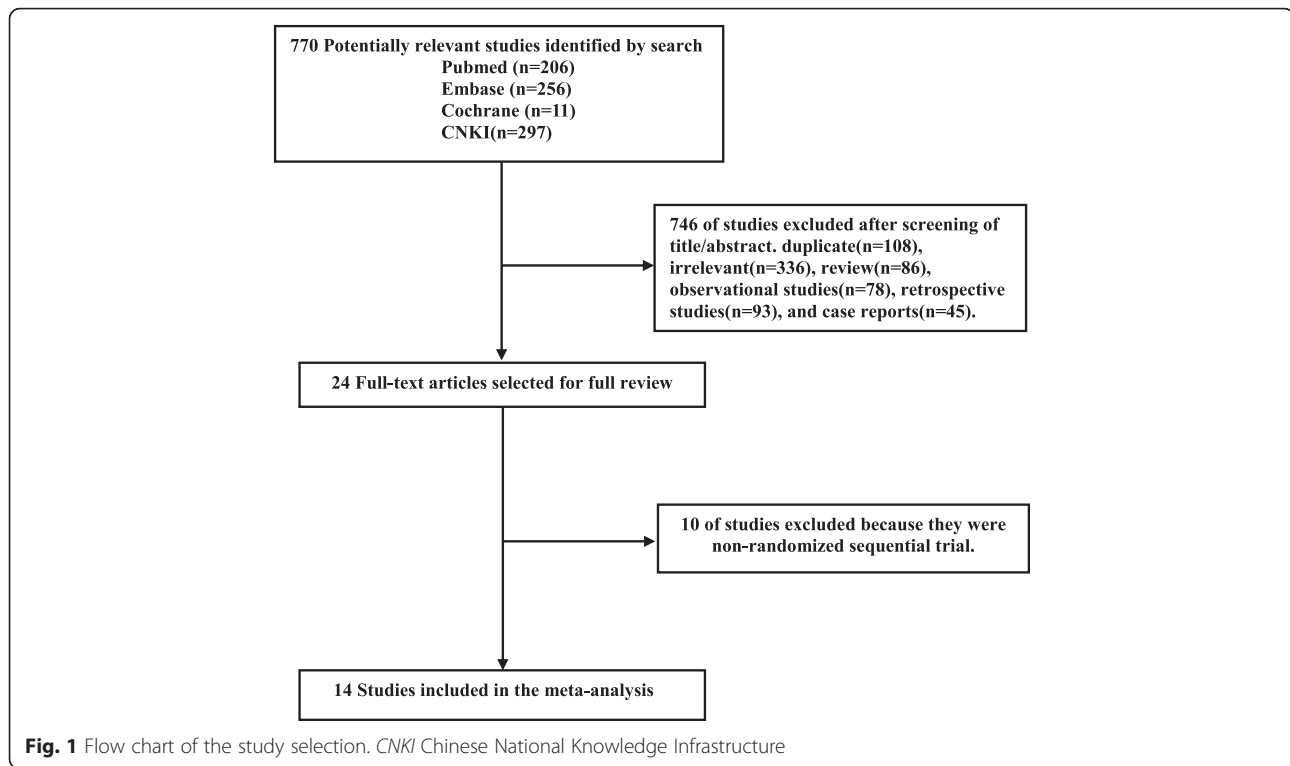 770 Potentially relevant studies identified by search
Pubmed (n=206)
Embase (n=256)
Cochrane (n=11)
CNKI(n=297)
746 of studies excluded after screening of
title/abstract. duplicate(n=108),
irrelevant(n=336), review(n=86),
observational studies(n=78), retrospective
studies(n=93), and case reports(n=45).
24 Full-text articles selected for full review
10 of studies excluded because they were
non-randomized sequential trial.
14 Studies included in the meta-analysis
Fig. 1 Flow chart of the study selection. CNKI Chinese National Knowledge Infrastructure